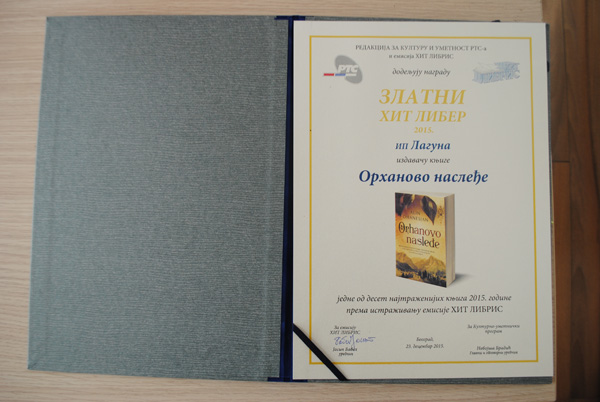 РЕДАКЦИЈА ЗА КУЛТУРУ И УМЕТНОСТ РТС-а
и емисија ХИТ ЛИБРИС
РТС
додељују награду
ЗЛАТНИ
ХИТ ЛИБЕР
2015.
ИП Лагуна
издавачу књиге
Орханово наслеђе
Orhanovo
nasleđe
једне од десет најтраженијих књига 2015. године
према истраживању емисије ХИТ ЛИБРИС
За емисију
ХИТ ЛИБРИС
уредник
Београд,
2015.
За Културно-уметнички
програм